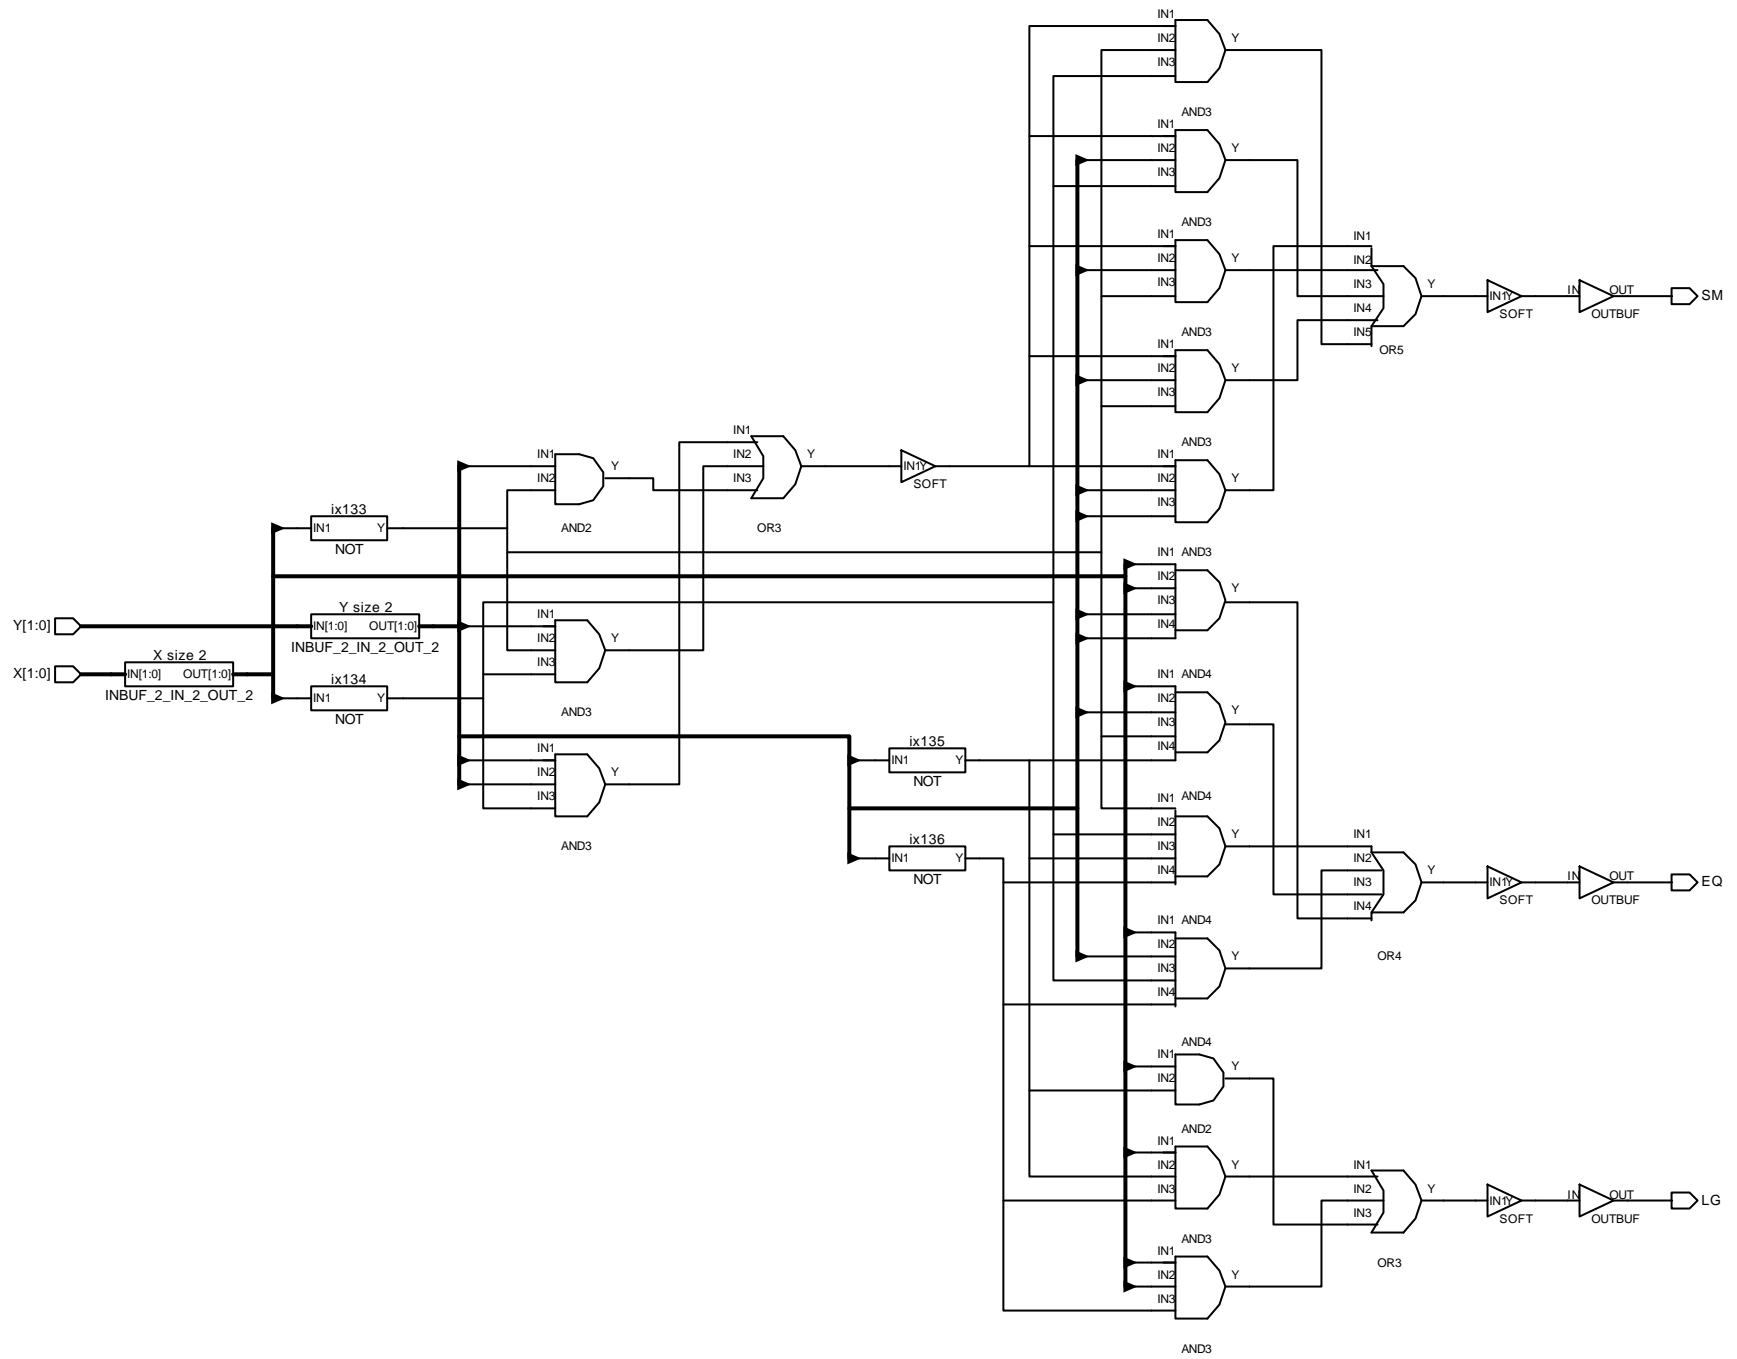 IN1
IN2
IN3
Y
AND3
IN1
IN2
IN3
Y
AND3
IN1
IN2
IN3
Y
AND3
IN1
IN2
IN3
Y
AND3
IN1
IN2
IN3
Y
AND3
IN1
IN2
IN3
IN4
IN5
Y
OR5
IN1Y
SOFT
IN
OUT
OUTBUF
SM
IN1
IN2
Y
AND2
IN1
IN2
IN3
Y
OR3
IN1Y
SOFT
ix133
IN1 Y
NOT
Y[1:0]
Y size 2
IN[1:0] OUT[1:0]
INBUF_2_IN_2_OUT_2
X[1:0]
X size 2
IN[1:0] OUT[1:0]
INBUF_2_IN_2_OUT_2
ix134
IN1 Y
NOT
IN1
IN2
IN3
Y
AND3
IN1
IN2
IN3
Y
AND3
ix135
IN1 Y
NOT
ix136
IN1 Y
NOT
IN1
IN2
IN3
IN4
Y
AND4
IN1
IN2
IN3
IN4
Y
AND4
IN1
IN2
IN3
IN4
Y
AND4
IN1
IN2
IN3
IN4
Y
AND4
IN1
IN2
IN3
IN4
Y
OR4
IN1Y
SOFT
IN
OUT
OUTBUF
EQ
IN1
IN2
Y
AND2
IN1
IN2
IN3
Y
AND3
IN1
IN2
IN3
Y
AND3
IN1
IN2
IN3
Y
OR3
IN1Y
SOFT
IN
OUT
OUTBUF
LG